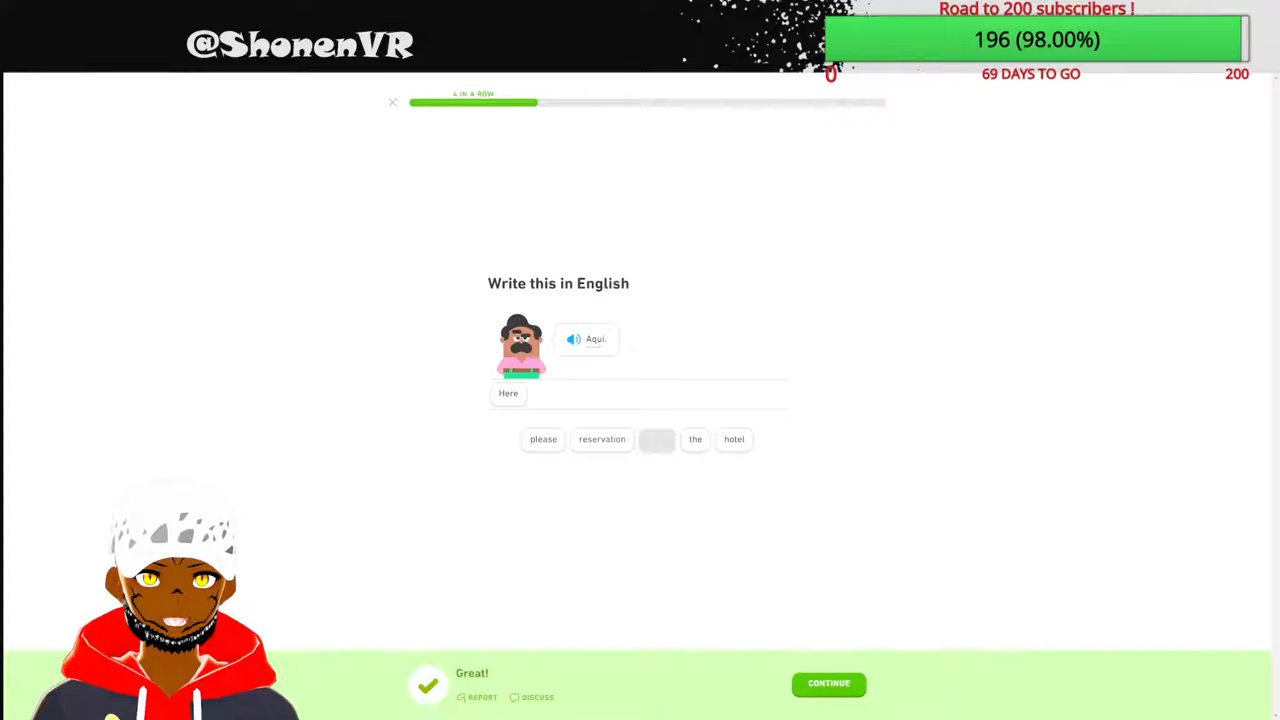 Road to 200 subscribers !
@ShonenVR
196 (98.00%)
0 69 DAYS TO GO 200
4 IN A ROW
Write this in English
Aquí.
Here
please reservation the hotel
Great!
REPORT DISCUSS
CONTINUE